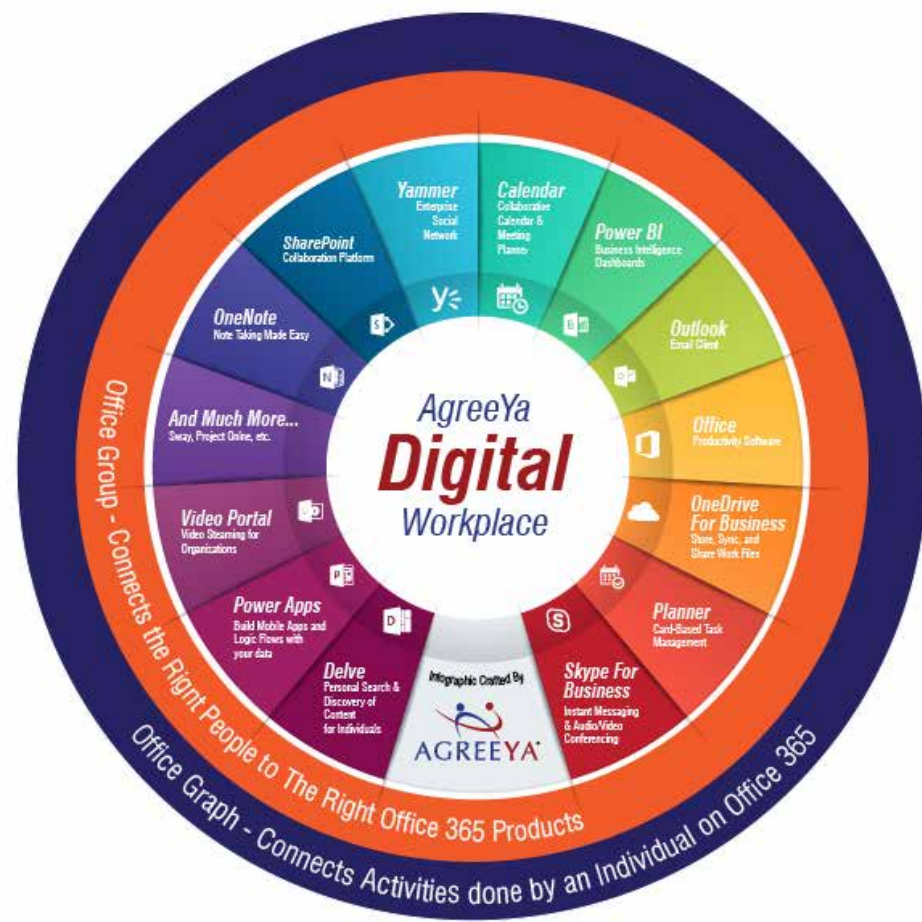 AgreeYa
Digital
Workplace
Yammer
Enterprise
Social
Network
Calendar
Collaborative
Calendar &
Meeting
Planner
Power BI
Business Intelligence
Dashboards
Outlook
Email Client
Office
Productivity Software
OneDrive
For Business
Store, Sync, and
Share Work Files
Planner
Card-Based Task
Management
Skype For
Business
Instant Messaging
& Audio/Video
Conferencing
Infographic Crafted By
AGREEYA
Delve
Personal Search &
Discovery of
Content
for Individuals
Power Apps
Build Mobile Apps and
Logic Flows with
your data
Video Portal
Video Steaming for
Organizations
And Much More...
Sway, Project Online, etc.
OneNote
Note Taking Made Easy
SharePoint
Collaboration Platform
Office Group - Connects the Rignt People to The Right Office 365 Products
Office Graph - Connects Activities done by an Individual on Office 365